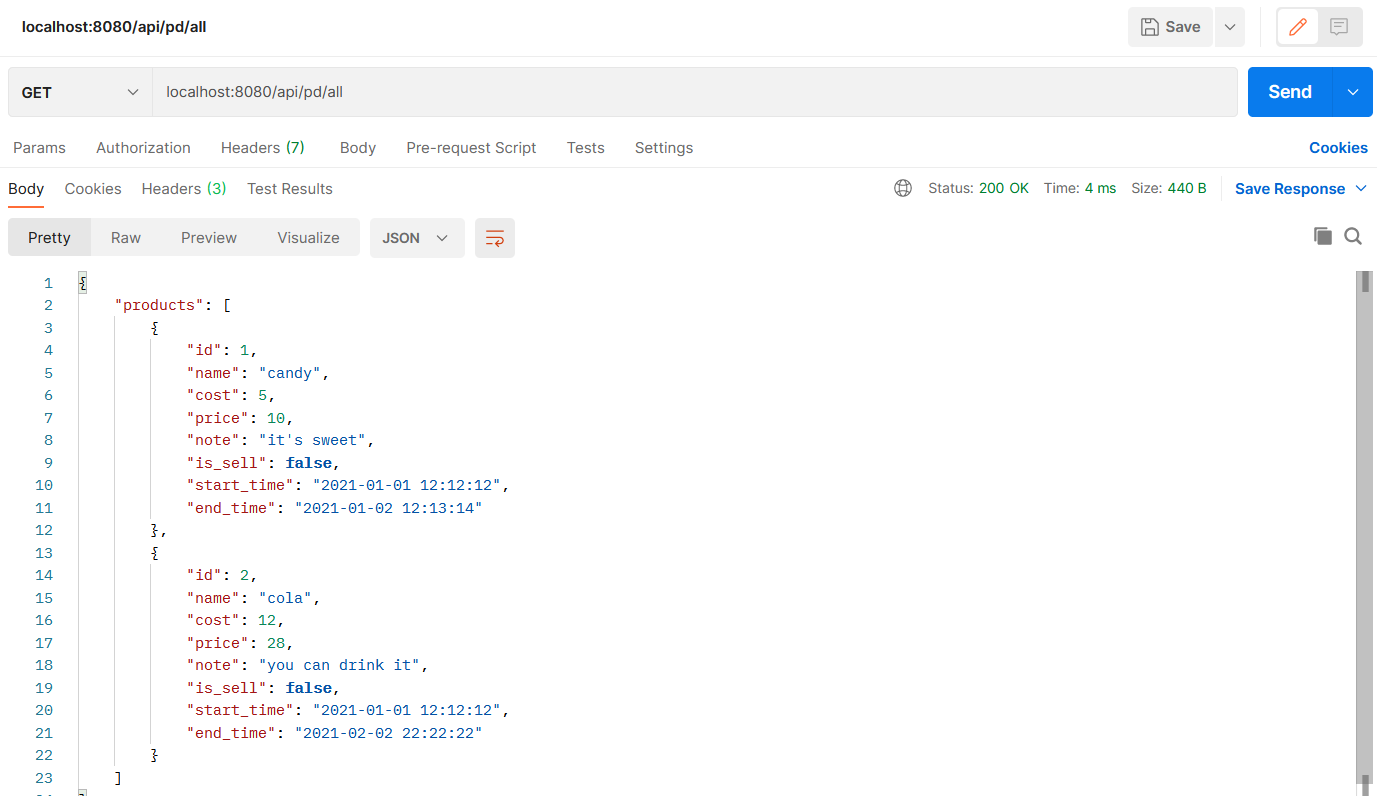 localhost:8080/api/pd/all Save
GET localhost:8080/api/pd/all Send
Params Authorization Headers (7) Body Pre-request Script Tests Settings Cookies
Body Cookies Headers (3) Test Results Status: 200 OK Time: 4 ms Size: 440 B Save Response
Pretty Raw Preview Visualize JSON
1 {
2 "products": [
3 {
4 "id": 1,
5 "name": "candy",
6 "cost": 5,
7 "price": 10,
8 "note": "it's sweet",
9 "is_sell": false,
10 "start_time": "2021-01-01 12:12:12",
11 "end_time": "2021-01-02 12:13:14"
12 },
13 {
14 "id": 2,
15 "name": "cola",
16 "cost": 12,
17 "price": 28,
18 "note": "you can drink it",
19 "is_sell": false,
20 "start_time": "2021-01-01 12:12:12",
21 "end_time": "2021-02-02 22:22:22"
22 }
23 ]